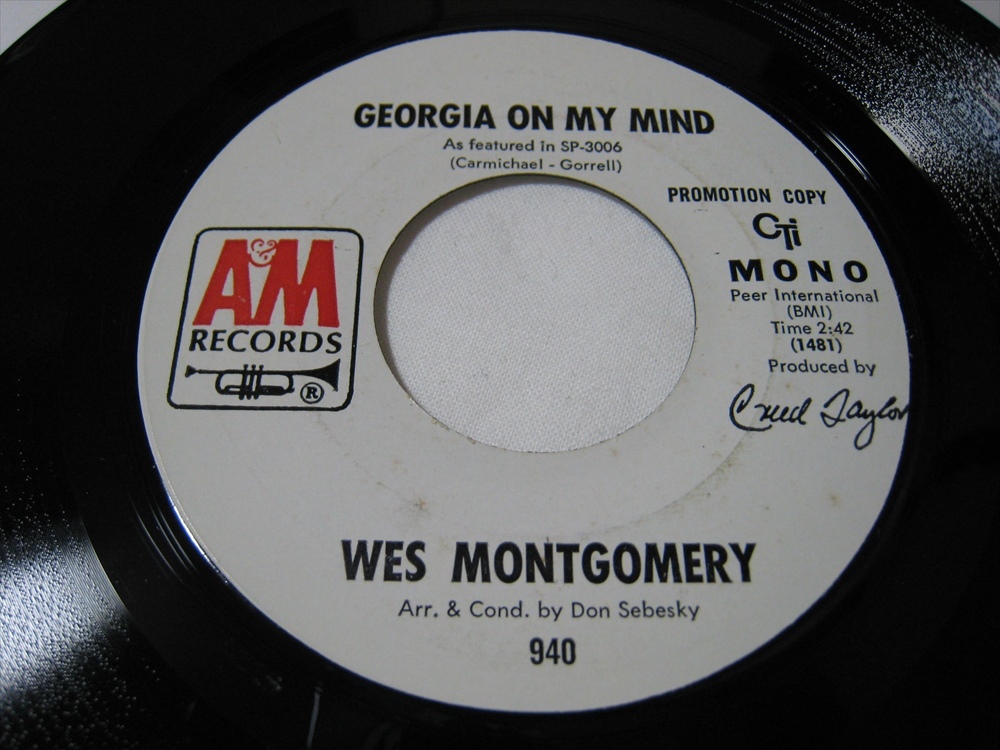 GEORGIA ON MY MIND
As featured in SP-3006
(Carmichael - Gorrell)
PROMOTION COPY
CTi
MONO
Peer International
(BMI)
Time 2:42
(1481)
Produced by
Creed Taylor
A&M
RECORDS
®
WES MONTGOMERY
Arr. & Cond. by Don Sebesky
940